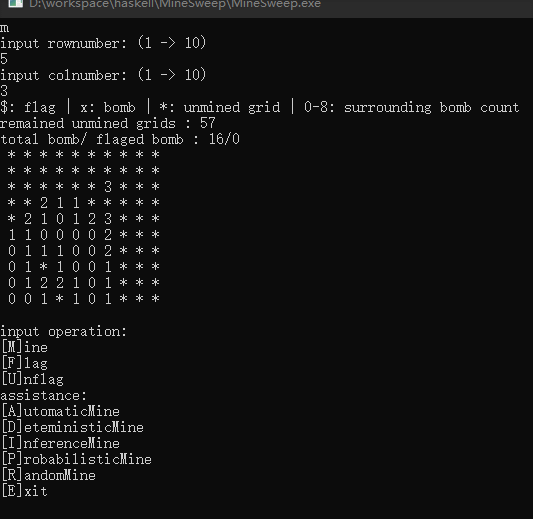 D:\workspace\haskell\MineSweep\MineSweep.exe
m
input rownumber: (1 -> 10)
5
input colnumber: (1 -> 10)
3
$: flag | x: bomb | *: unmined grid | 0-8: surrounding bomb count
remained unmined grids : 57
total bomb/ flaged bomb : 16/0
* * * * * * * * * *
* * * * * * * * * *
* * * * * * 3 * * *
* * 2 1 1 * * * * *
* 2 1 0 1 2 3 * * *
1 1 0 0 0 0 2 * * *
0 1 1 1 0 0 2 * * *
0 1 * 1 0 0 1 * * *
0 1 2 2 1 0 1 * * *
0 0 1 * 1 0 1 * * *
input operation:
[M]ine
[F]lag
[U]nflag
assistance:
[A]utomaticMine
[D]eteministicMine
[I]nferenceMine
[P]robabilisticMine
[R]andomMine
[E]xit